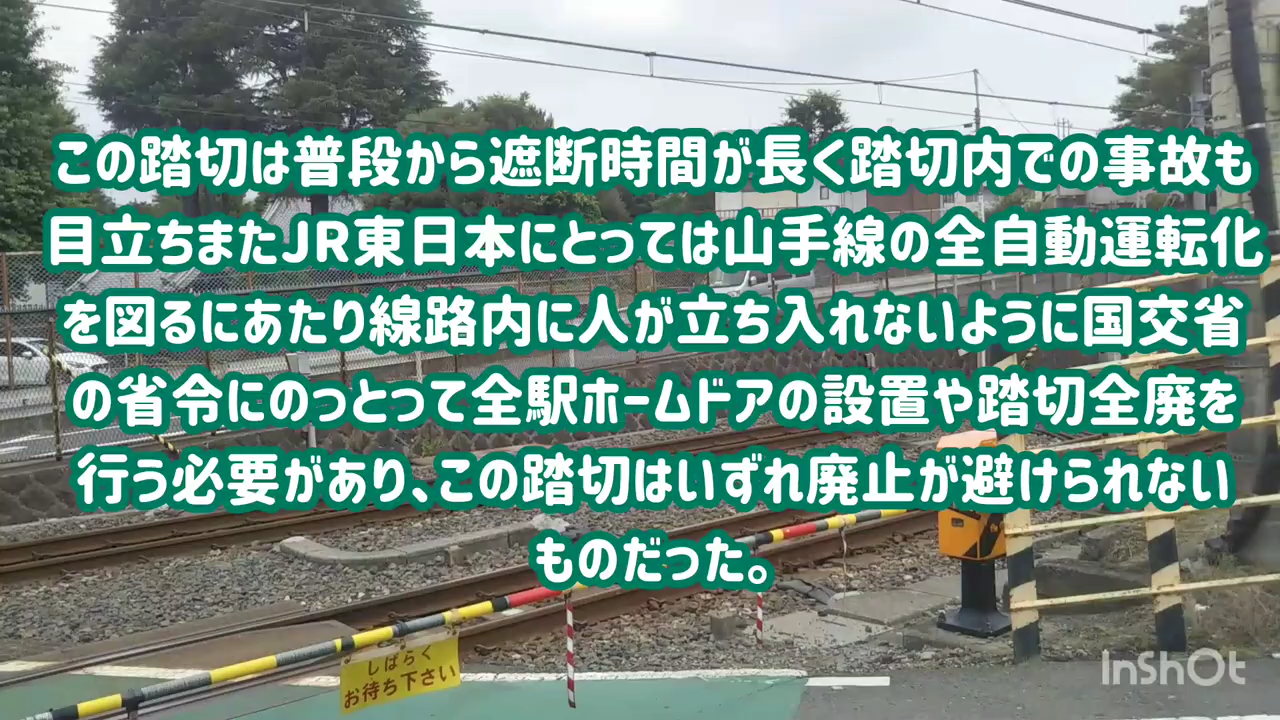 この踏切は普段から遮断時間が長く踏切内での事故も
目立ちまたJR東日本にとっては山手線の全自動運転化
を図るにあたり線路内に人が立ち入れないように国交省
の省令にのっとって全駅ホームドアの設置や踏切全廃を
行う必要があり、この踏切はいずれ廃止が避けられない
ものだった。
しばらく
お待ち下さい
InShOt